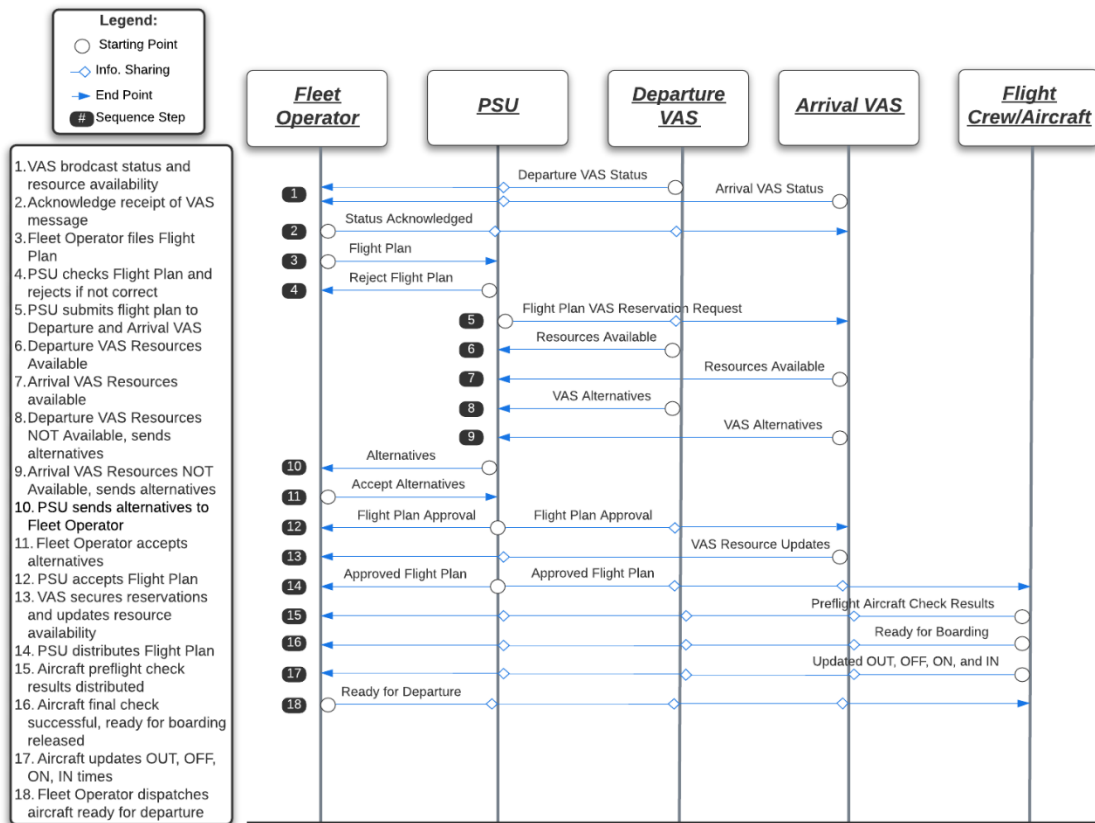 Legend:
Starting Point
Info. Sharing
End Point
# Sequence Step
Fleet
Operator
PSU
Departure
VAS
Arrival VAS
Flight
Crew/Aircraft
1.VAS brodcast status and
resource availability
2.Acknowledge receipt of VAS
message
3.Fleet Operator files Flight
Plan
4.PSU checks Flight Plan and
rejects if not correct
5.PSU submits flight plan to
Departure and Arrival VAS
6.Departure VAS Resources
Available
7.Arrival VAS Resources
available
8.Departure VAS Resources
NOT Available, sends
alternatives
9.Arrival VAS Resources NOT
Available, sends alternatives
10. PSU sends alternatives to
Fleet Operator
11. Fleet Operator accepts
alternatives
12. PSU accepts Flight Plan
13. VAS secures reservations
and updates resource
availability
14. PSU distributes Flight Plan
15. Aircraft preflight check
results distributed
16. Aircraft final check
successful, ready for boarding
released
17. Aircraft updates OUT, OFF,
ON, IN times
18. Fleet Operator dispatches
aircraft ready for departure
Departure VAS Status
1
Arrival VAS Status
2 Status Acknowledged
3 Flight Plan
4 Reject Flight Plan
5 Flight Plan VAS Reservation Request
6 Resources Available
7 Resources Available
8 VAS Alternatives
9 VAS Alternatives
10 Alternatives
11 Accept Alternatives
12 Flight Plan Approval Flight Plan Approval
13 VAS Resource Updates
14 Approved Flight Plan Approved Flight Plan
15 Preflight Aircraft Check Results
16 Ready for Boarding
17 Updated OUT, OFF, ON, and IN
18 Ready for Departure